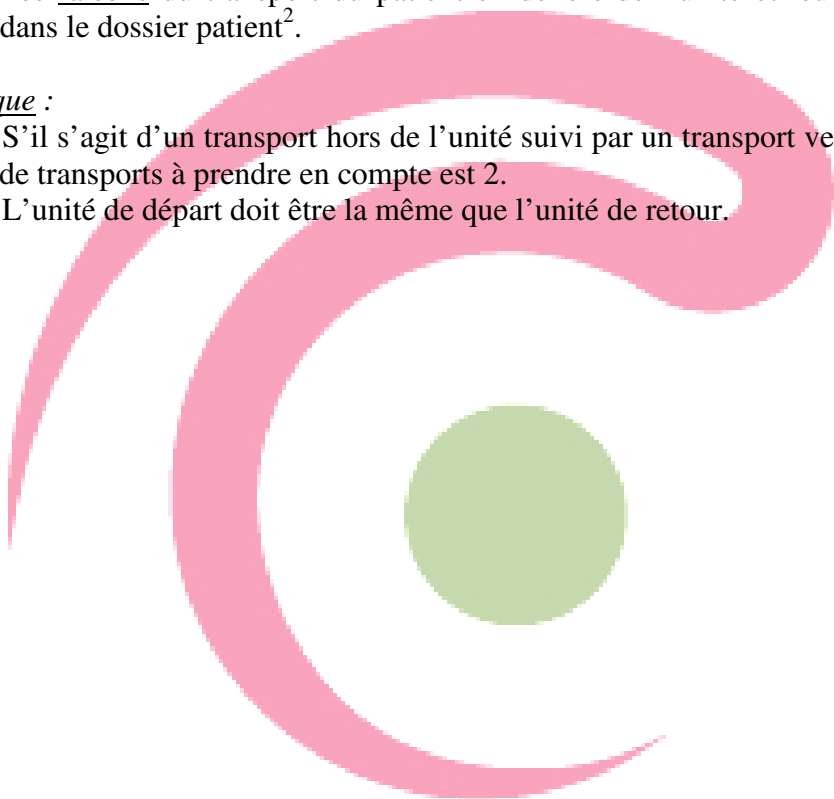 dans le dossier patient².
que :
S'il s'agit d'un transport hors de l'unité suivi par un transport ve
de transports à prendre en compte est 2.
L'unité de départ doit être la même que l'unité de retour.